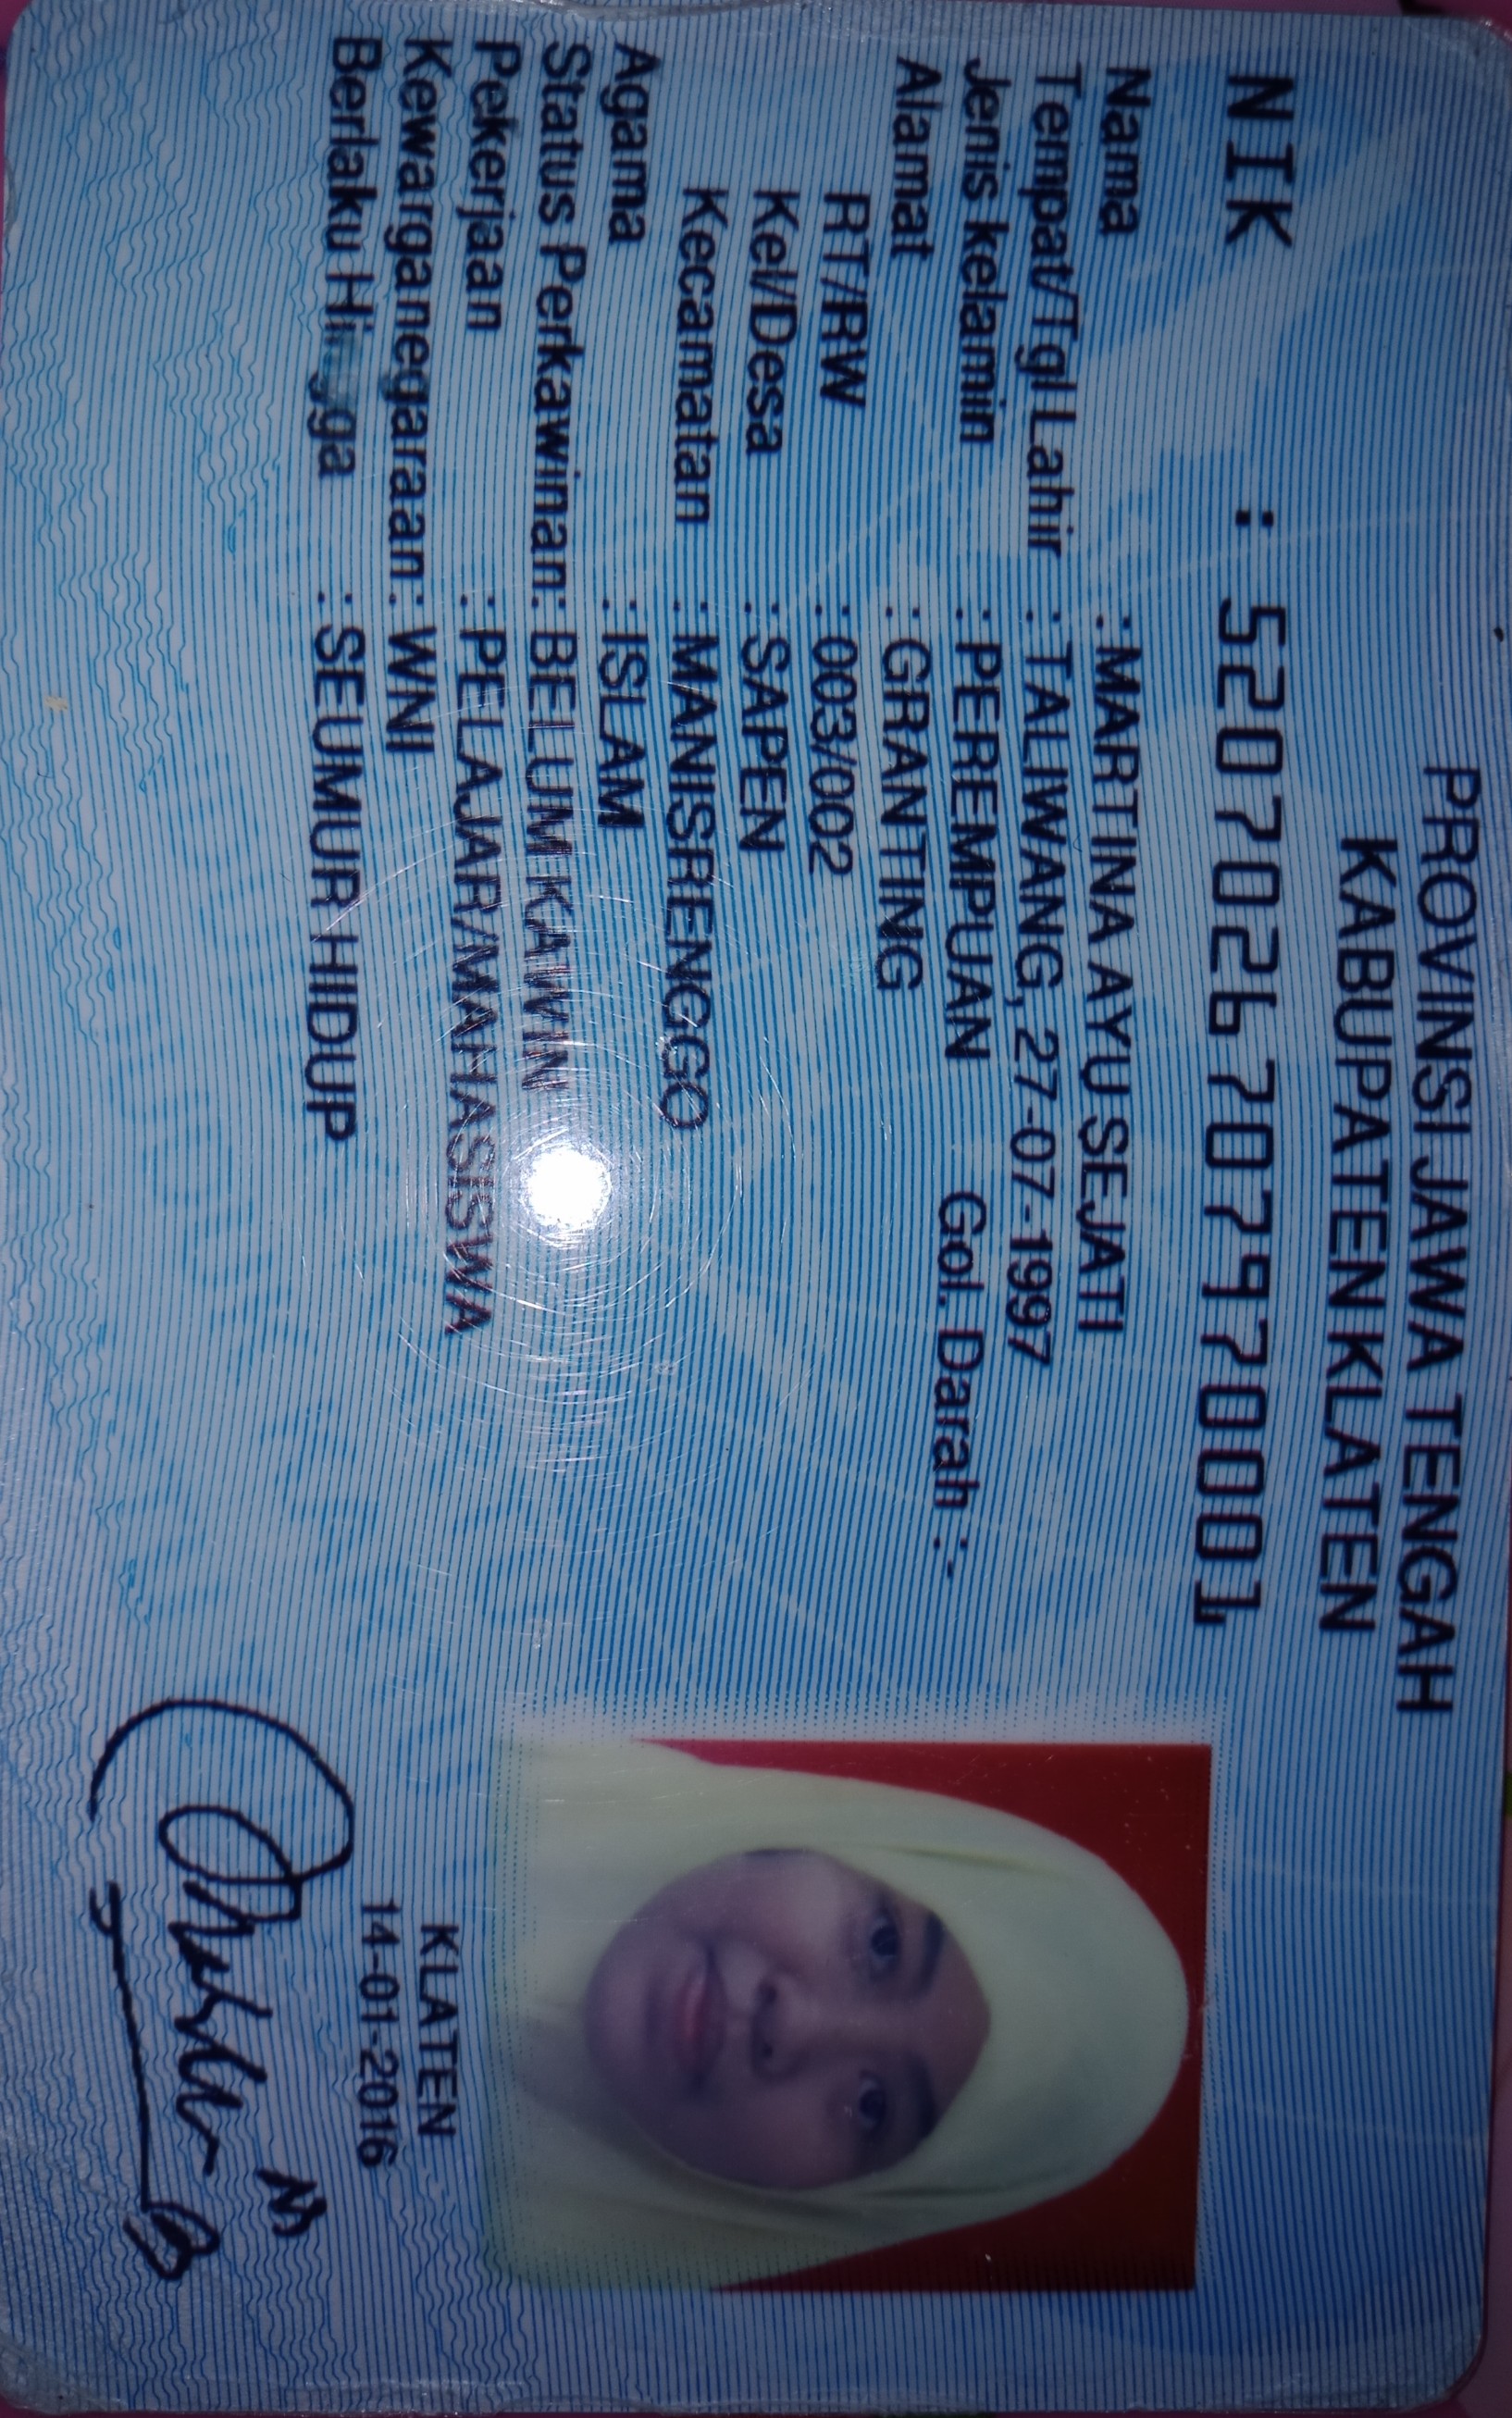 PROVINSI JAWA TENGAH
KABUPATEN KLATEN
NIK : 5207026707970001
Nama : MARTINA AYU SEJATI
Tempat/Tgl Lahir : TALIWANG, 27-07-1997
Jenis kelamin : PEREMPUAN Gol. Darah :-
Alamat : GRANTING
RT/RW : 003/002
Kel/Desa : SAPEN
Kecamatan : MANISRENGGO
Agama : ISLAM
Status Perkawinan: BELUM KAWIN
Pekerjaan : PELAJAR/MAHASISWA
Kewarganegaraan: WNI
Berlaku Hingga : SEUMUR HIDUP
KLATEN
14-01-2016